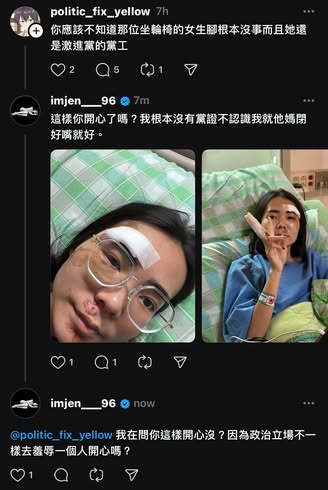 politic_fix_yellow 7h
你應該不知道那位坐輪椅的女生腳根本沒事而且她還
是激進黨的黨工
2 5 1
imjen___96 7m
這樣你開心了嗎？我根本沒有黨證不認識我就他媽閉
好嘴就好。
1 1
imjen___96 now
@politic_fix_yellow 我在問你這樣開心沒？因為政治立場不一
樣去羞辱一個人開心嗎？
1